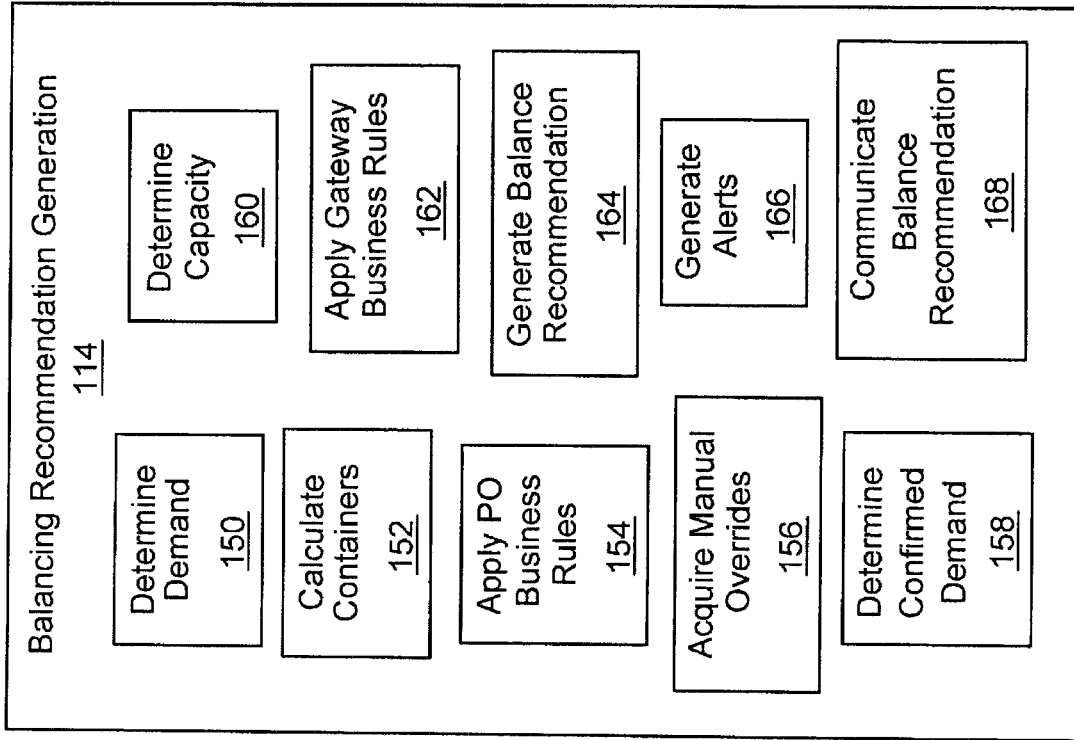 Balancing Recommendation Generation
114
Determine
Demand
150
Calculate
Containers
152
Apply PO
Business
Rules
154
Acquire Manual
Overrides
156
Determine
Confirmed
Demand
158
Determine
Capacity
160
Apply Gateway
Business Rules
162
Generate Balance
Recommendation
164
Generate
Alerts
166
Communicate
Balance
Recommendation
168